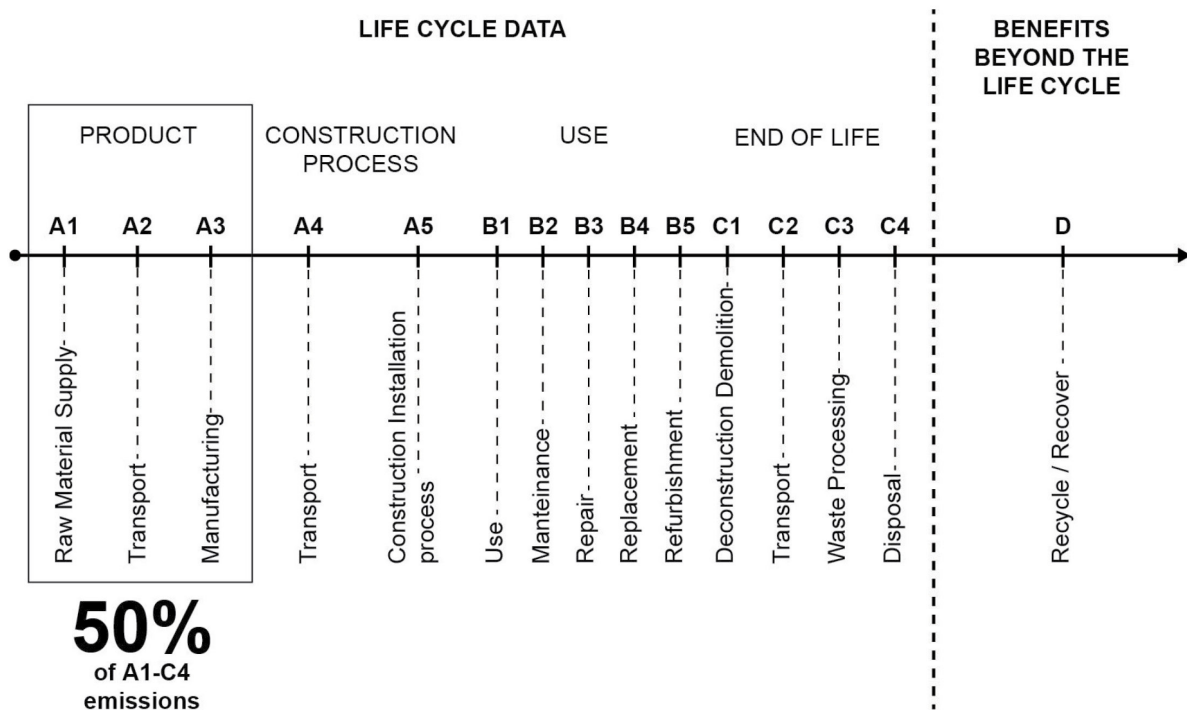 LIFE CYCLE DATA
BENEFITS
BEYOND THE
LIFE CYCLE
PRODUCT
CONSTRUCTION
PROCESS
USE
END OF LIFE
A1 A2 A3 A4 A5 B1 B2 B3 B4 B5 C1 C2 C3 C4 D
Raw Material Supply
Transport
Manufacturing
Transport
Construction Installation
process
Use
Manteinance
Repair
Replacement
Refurbishment
Deconstruction Demolition
Transport
Waste Processing
Disposal
Recycle / Recover
50%
of A1-C4
emissions